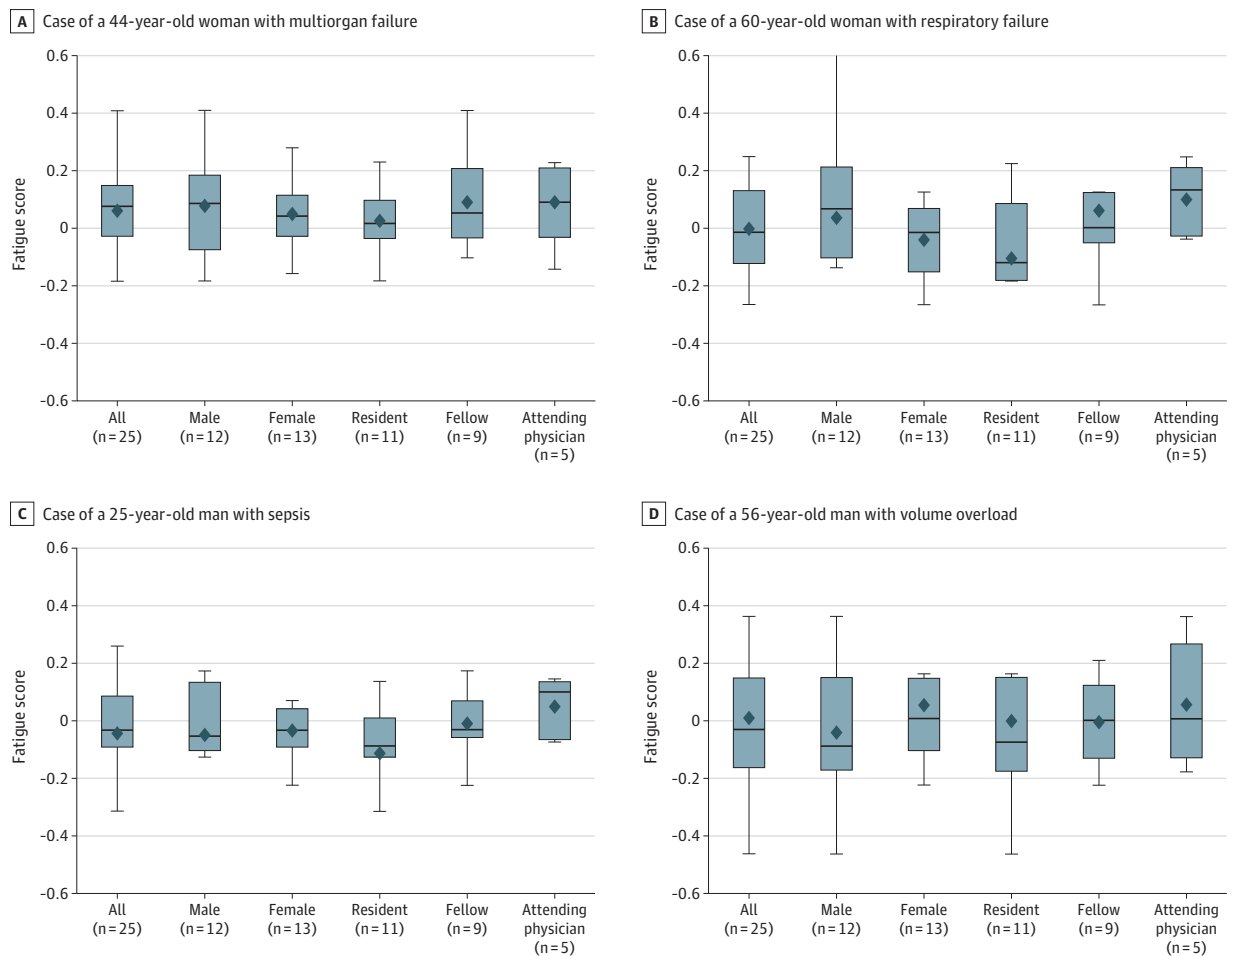 A Case of a 44-year-old woman with multiorgan failure
0.6
0.4
0.2
0
–0.2
–0.4
–0.6
Fatigue score
All
(n=25)
Male
(n=12)
Female
(n=13)
Resident
(n=11)
Fellow
(n=9)
Attending
physician
(n=5)
B Case of a 60-year-old woman with respiratory failure
0.6
0.4
0.2
0
–0.2
–0.4
–0.6
Fatigue score
All
(n=25)
Male
(n=12)
Female
(n=13)
Resident
(n=11)
Fellow
(n=9)
Attending
physician
(n=5)
C Case of a 25-year-old man with sepsis
0.6
0.4
0.2
0
–0.2
–0.4
–0.6
Fatigue score
All
(n=25)
Male
(n=12)
Female
(n=13)
Resident
(n=11)
Fellow
(n=9)
Attending
physician
(n=5)
D Case of a 56-year-old man with volume overload
0.6
0.4
0.2
0
–0.2
–0.4
–0.6
Fatigue score
All
(n=25)
Male
(n=12)
Female
(n=13)
Resident
(n=11)
Fellow
(n=9)
Attending
physician
(n=5)